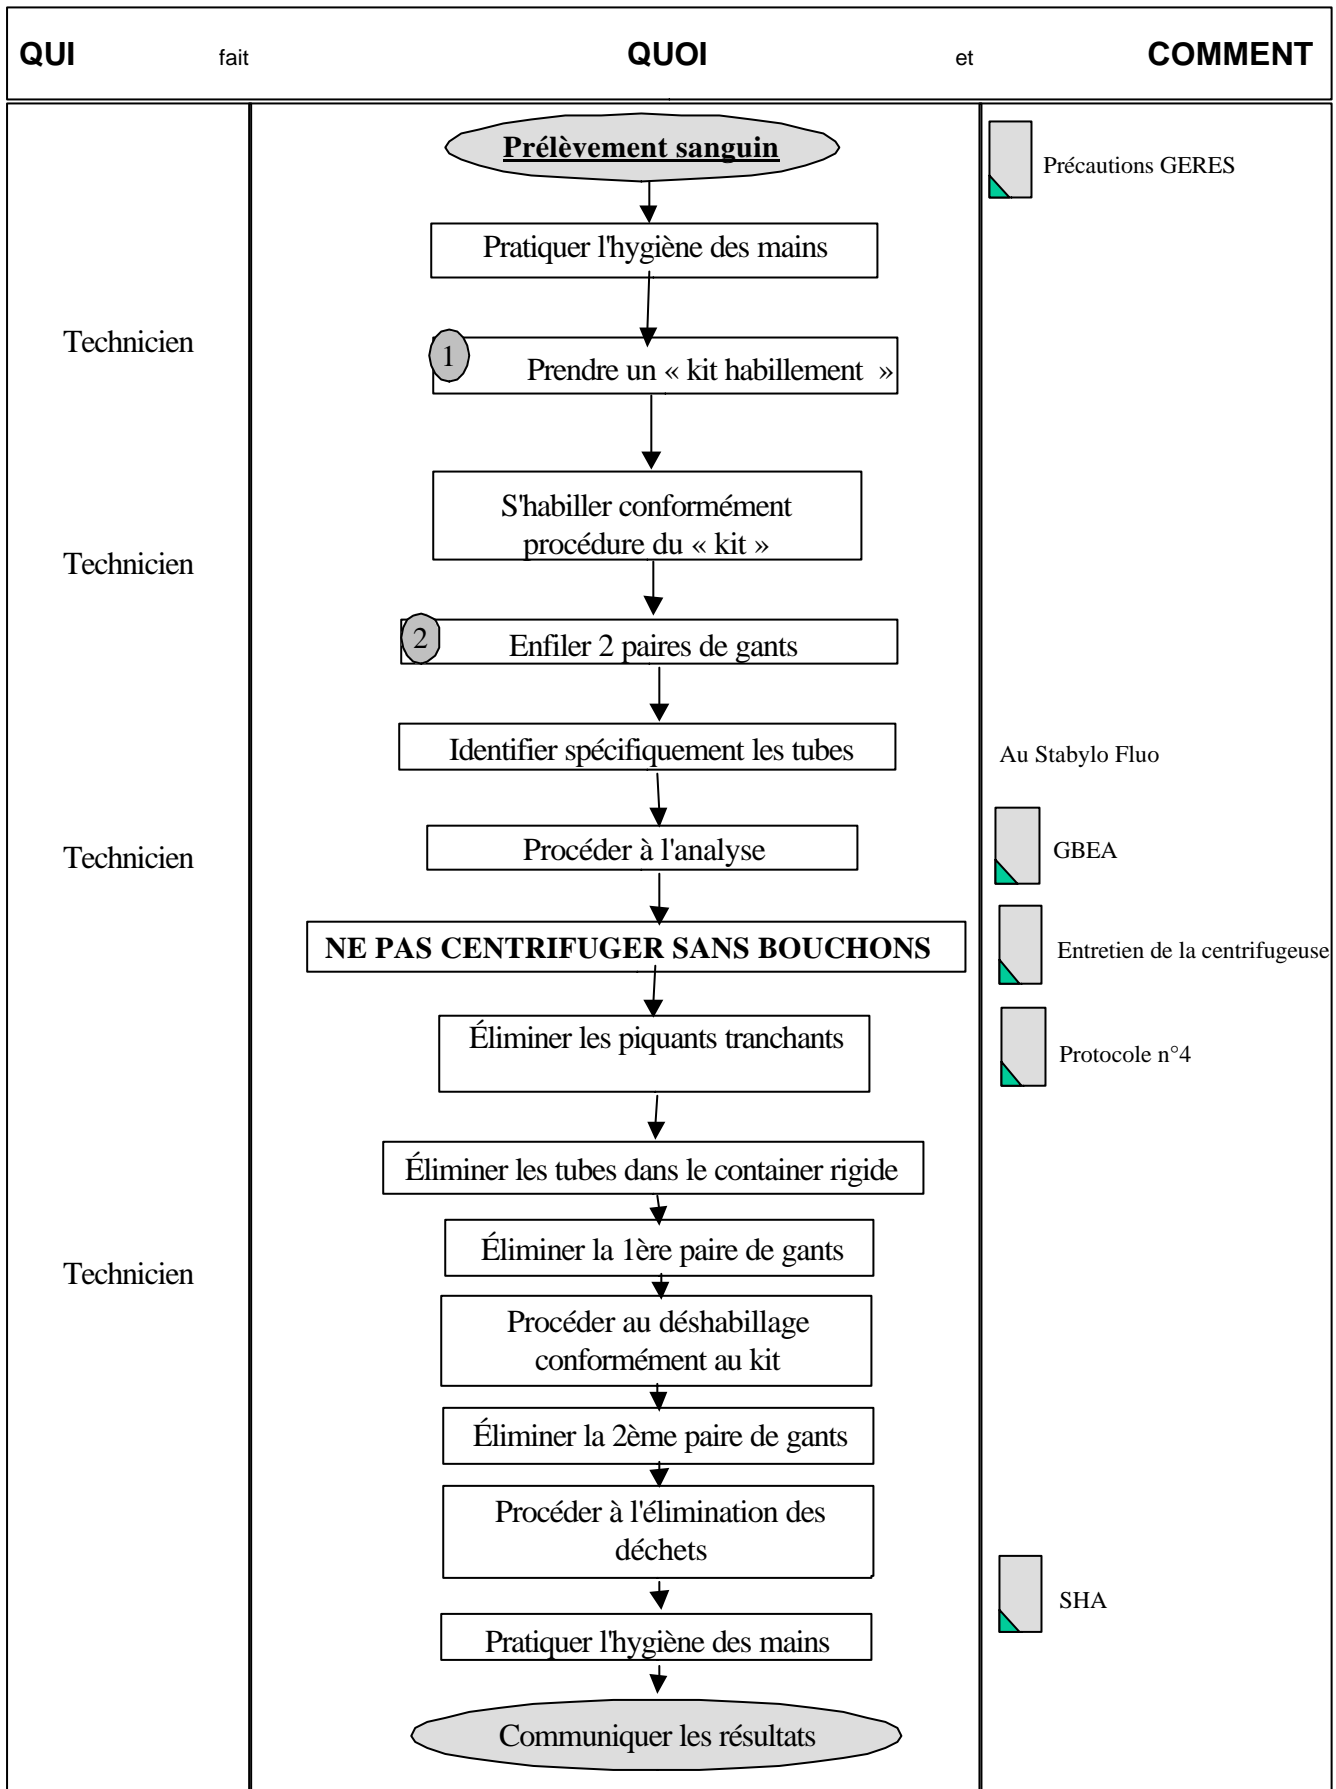 QUI fait QUOI et COMMENT
Prélèvement sanguin
Précautions GERES
Pratiquer l'hygiène des mains
Technicien
1
Prendre un « kit habillement »
S'habiller conformément
procédure du « kit »
Technicien
2
Enfiler 2 paires de gants
Identifier spécifiquement les tubes
Au Stabylo Fluo
Technicien
Procéder à l'analyse
GBEA
NE PAS CENTRIFUGER SANS BOUCHONS
Entretien de la centrifugeuse
Éliminer les piquants tranchants
Protocole n°4
Éliminer les tubes dans le container rigide
Éliminer la 1ère paire de gants
Technicien
Procéder au déshabillage
conformément au kit
Éliminer la 2ème paire de gants
Procéder à l'élimination des
déchets
SHA
Pratiquer l'hygiène des mains
Communiquer les résultats